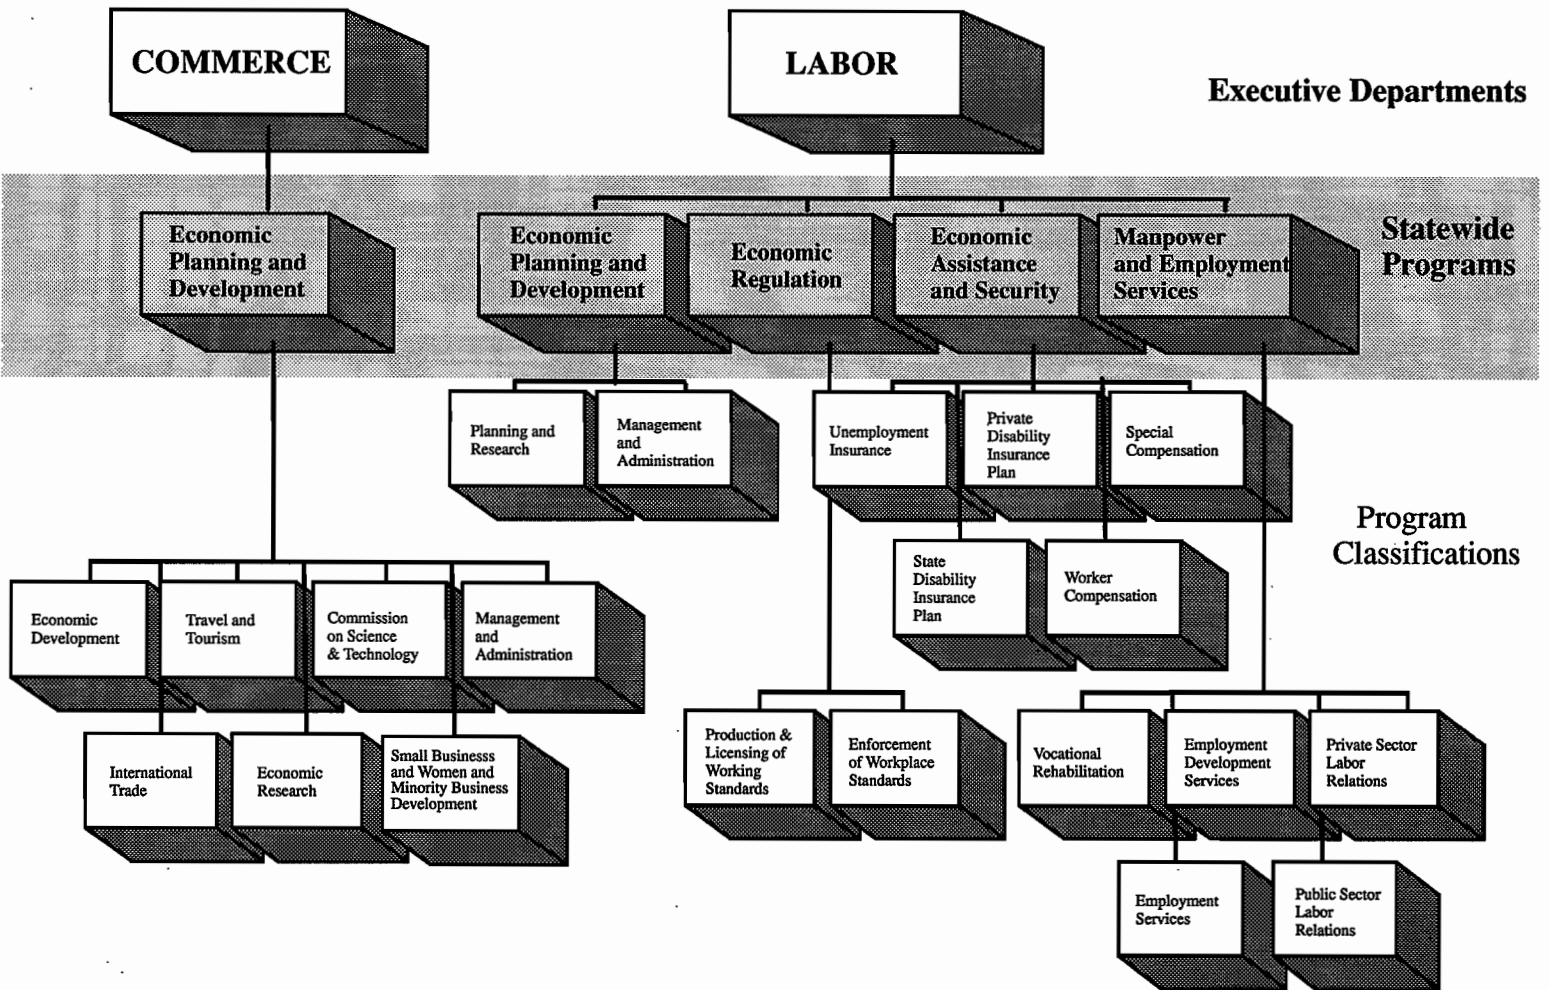 COMMERCE
LABOR
Executive Departments
Economic
Planning and
Development
Economic
Planning and
Development
Economic
Regulation
Economic
Assistance
and Security
Manpower
and Employment
Services
Statewide
Programs
Planning and
Research
Management
and
Administration
Unemployment
Insurance
Private
Disability
Insurance
Plan
Special
Compensation
Program
Classifications
State
Disability
Insurance
Plan
Worker
Compensation
Economic
Development
Travel and
Tourism
Commission
on Science
& Technology
Management
and
Administration
International
Trade
Economic
Research
Small Businesss
and Women and
Minority Business
Development
Production &
Licensing of
Working
Standards
Enforcement
of Workplace
Standards
Vocational
Rehabilitation
Employment
Development
Services
Private Sector
Labor
Relations
Employment
Services
Public Sector
Labor
Relations